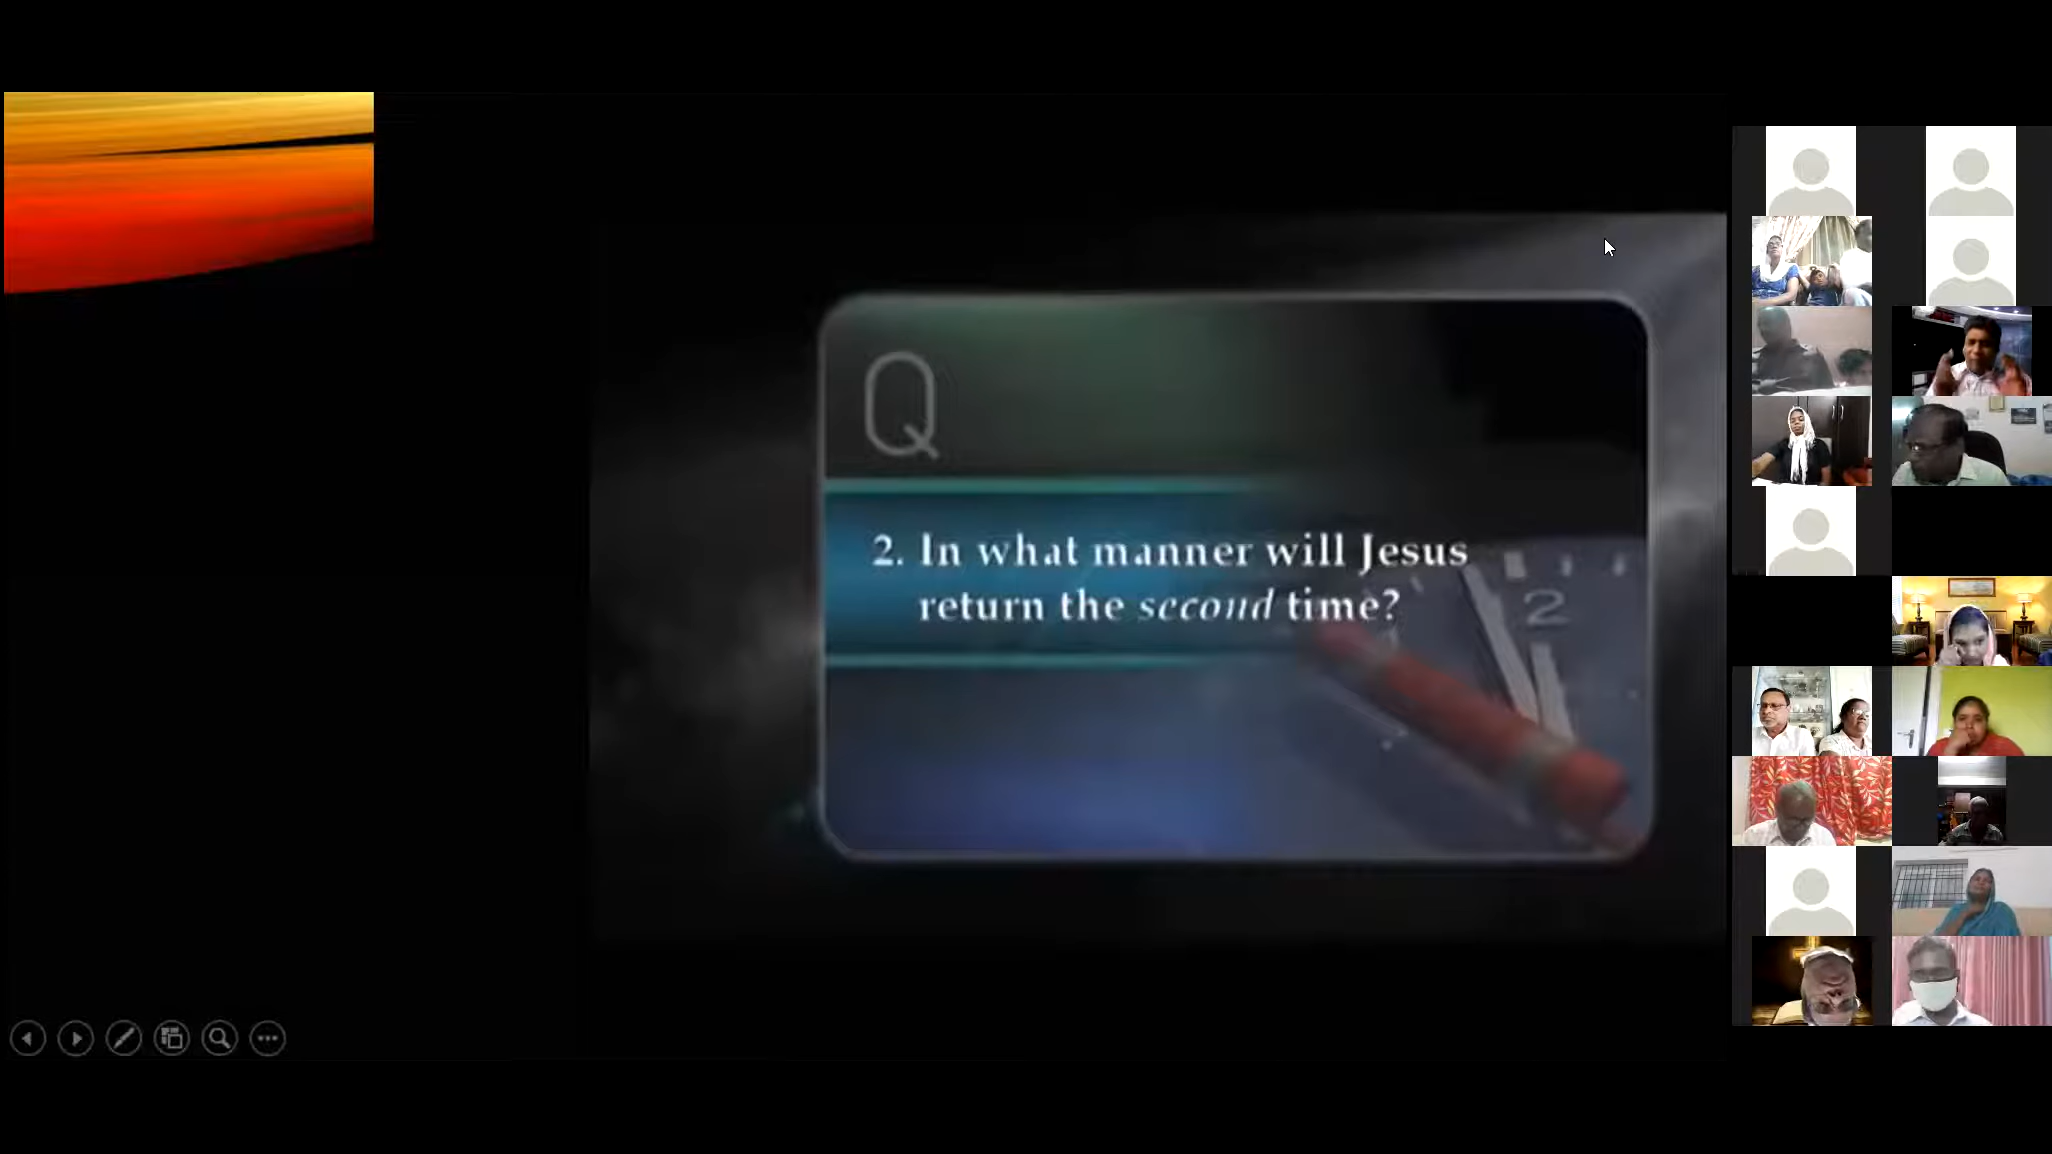 Q
2. In what manner will Jesus
return the second time?
2